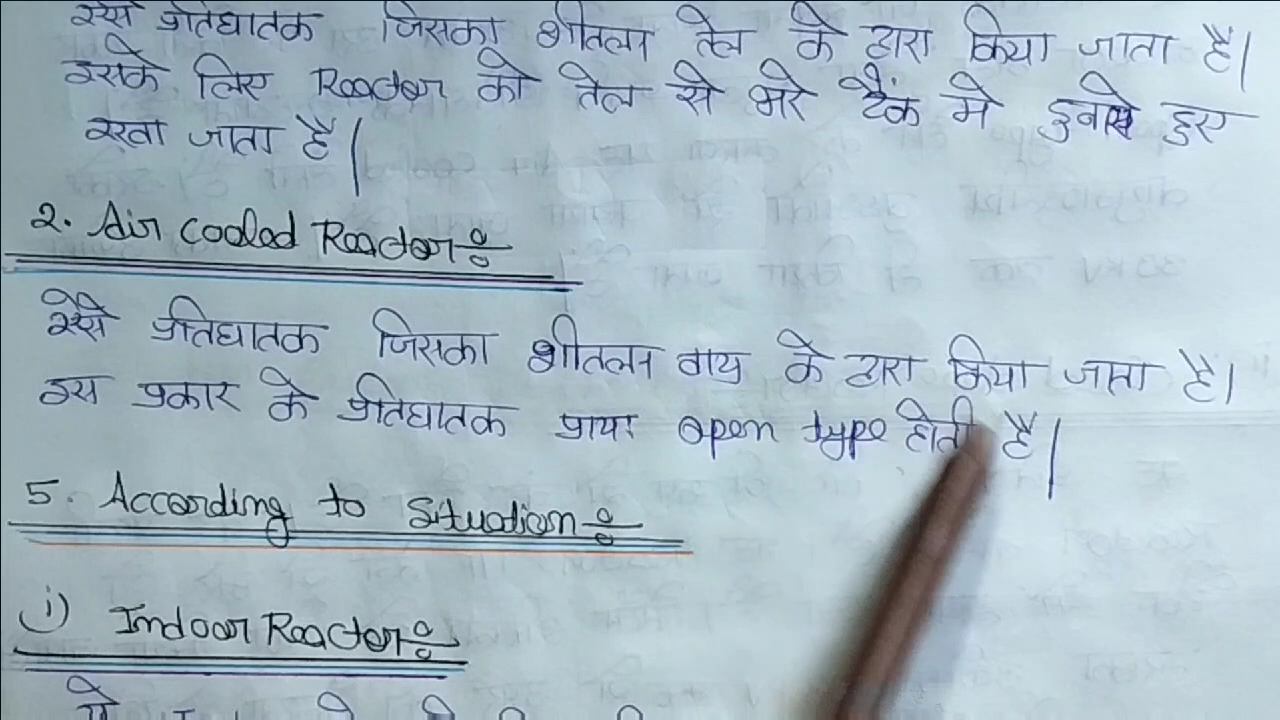 ऐसे प्रतिघातक जिसका शीतलन तेल के द्वारा किया जाता है।
इसके लिए Reactor को तेल से भरे टैंक मे डुबाये हुए
रखा जाता है।
2. Air Cooled Reactor÷
ऐसे प्रतिघातक जिसका शीतलन वायु के द्वारा किया जाता है।
इस प्रकार के प्रतिघातक प्रायः open type होती है।
5. According to Situation÷
i) Indoor Reactor÷